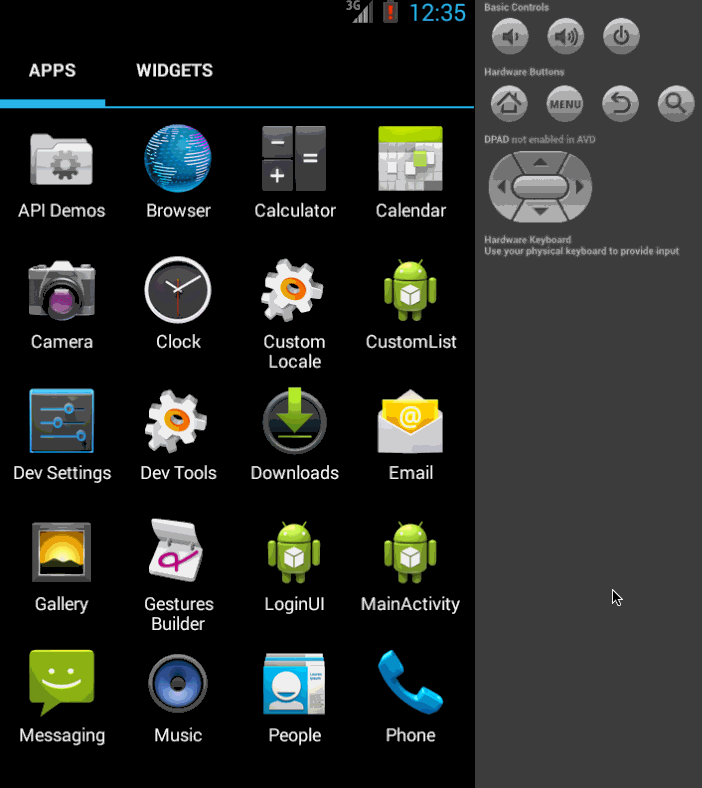 3G
12:35
APPS
WIDGETS
API Demos
Browser
Calculator
Calendar
Camera
Clock
Custom
Locale
CustomList
Dev Settings
Dev Tools
Downloads
@
Email
Gallery
Gestures
Builder
LoginUI
MainActivity
Messaging
Music
People
Phone
Basic Controls
Hardware Buttons
MENU
DPAD not enabled in AVD
Hardware Keyboard
Use your physical keyboard to provide input